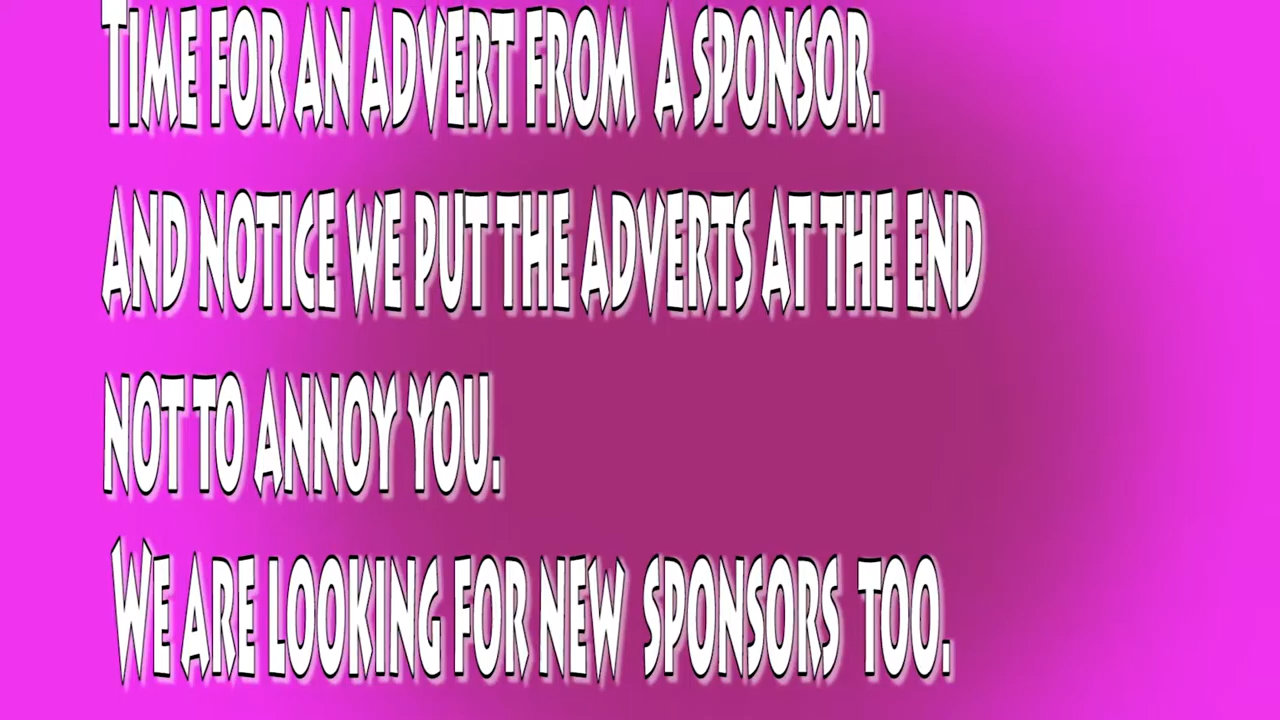 Time for an advert from a sponsor.
and notice we put the adverts at the end
not to annoy you.
We are looking for new sponsors too.